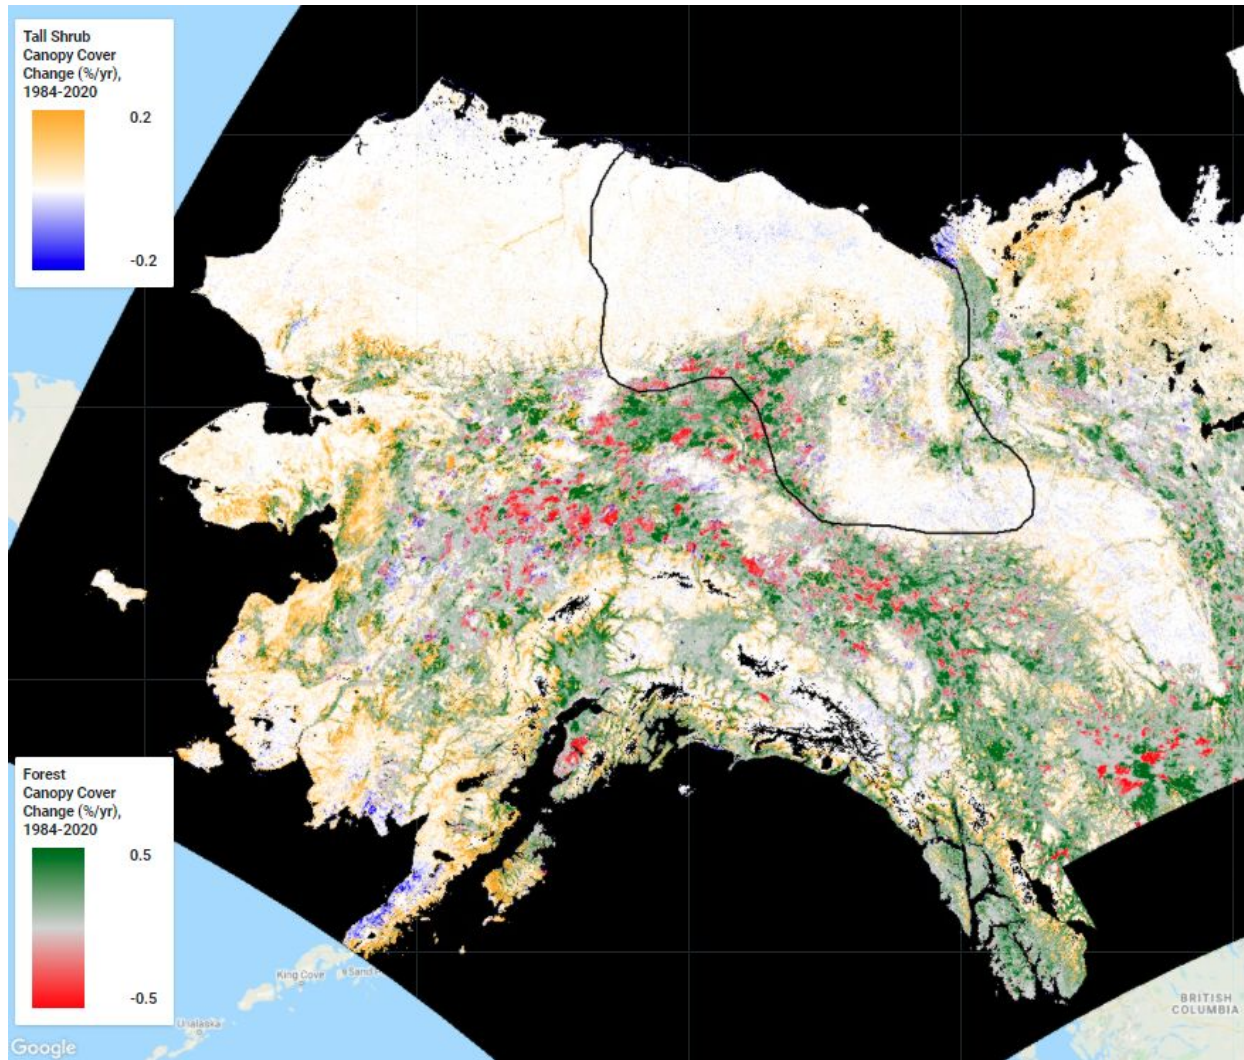 Tall Shrub
Canopy Cover
Change (%/yr),
1984-2020
0.2
-0.2
Forest
Canopy Cover
Change (%/yr),
1984-2020
0.5
-0.5
King Cove
Sand
Unalaska
BRITISH
COLUMBIA
Google